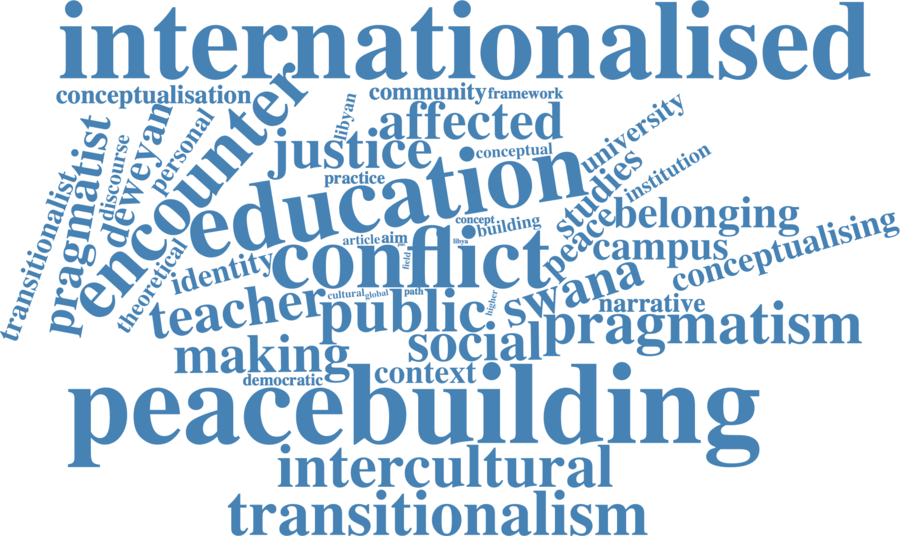 internationalised
conceptualisation
community
framework
encounter
libyan
affected
university
deweyan
personal
pragmatist
discourse
justice
conceptual
studies
institution
practice
education
transitionalist
concept
building
peace
belonging
article
aim
libya
campus
conceptualising
theoretical
identity
conflict
field
teacher
cultural
global
path
higher
swana
narrative
public
pragmatism
making
social
democratic
context
peacebuilding
intercultural
transitionalism